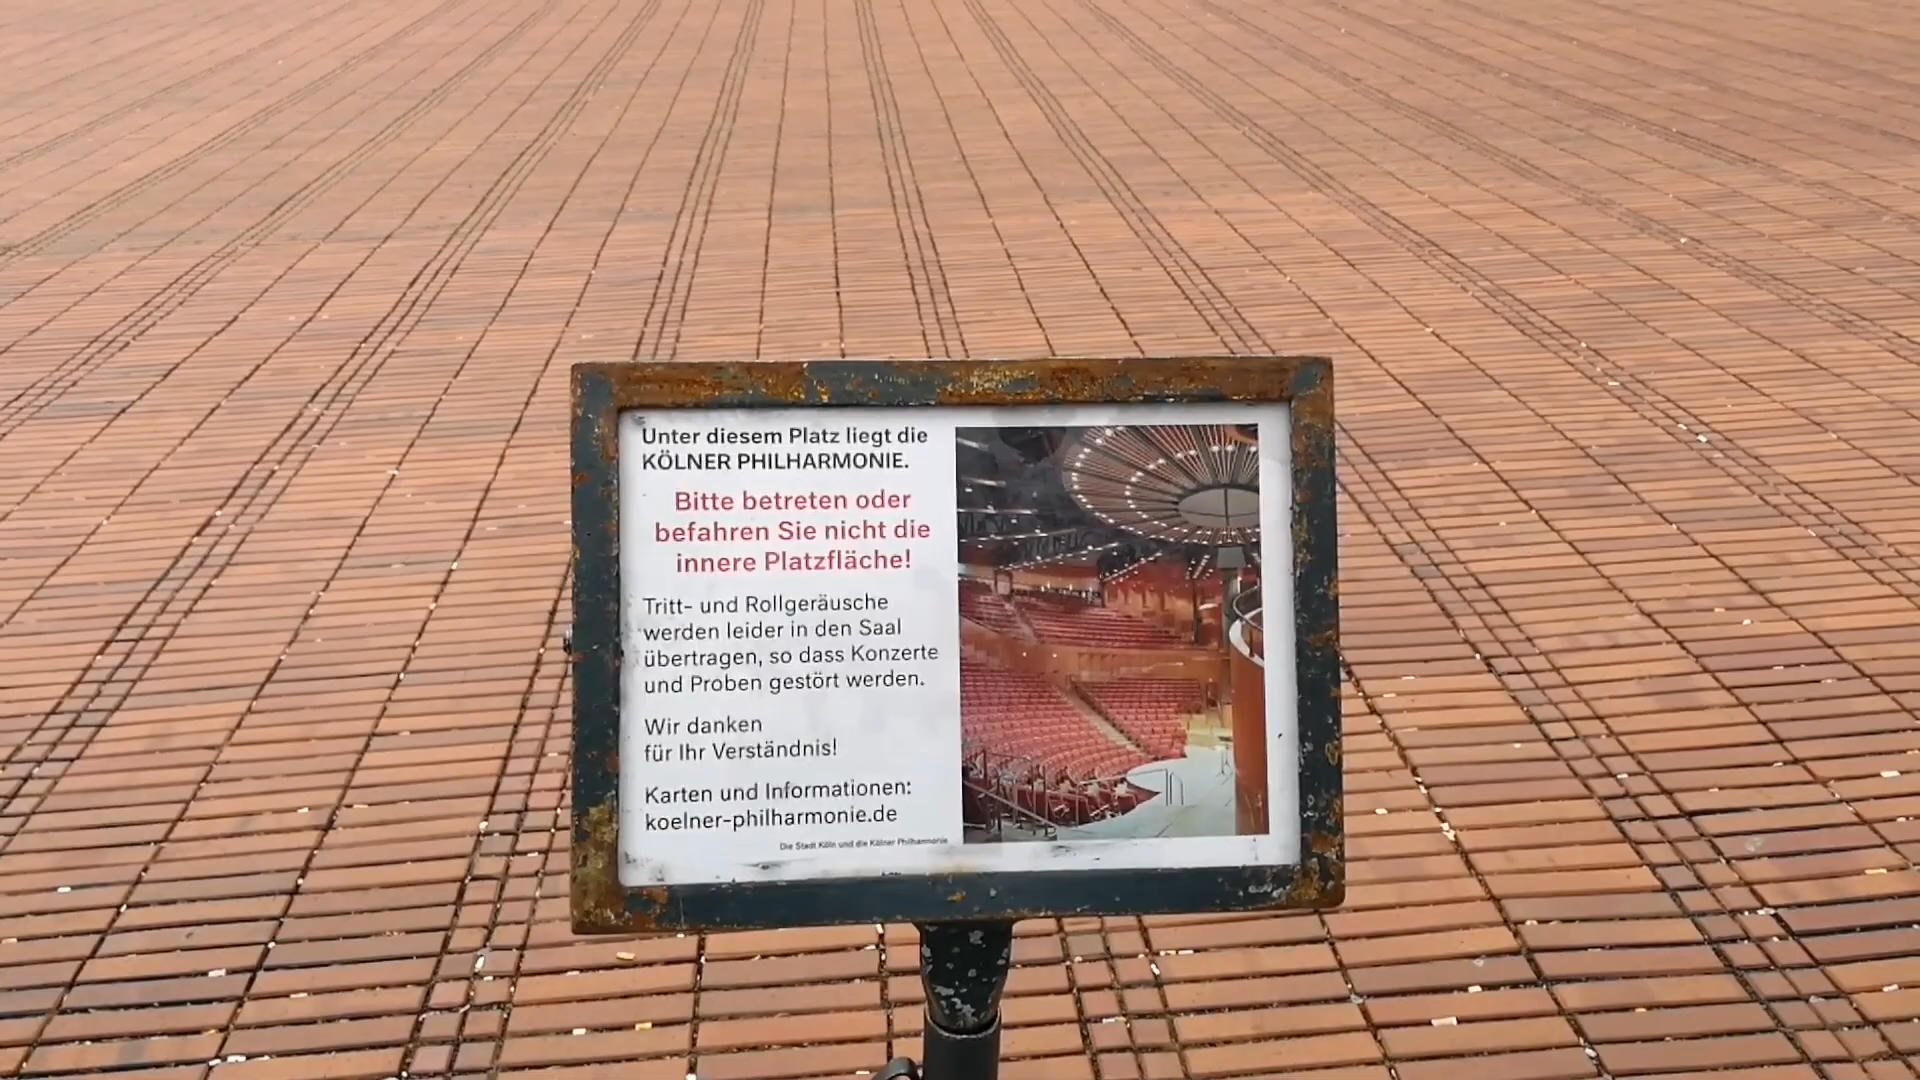 Unter diesem Platz liegt die
KÖLNER PHILHARMONIE.
Bitte betreten oder
befahren Sie nicht die
innere Platzfläche!
Tritt- und Rollgeräusche
werden leider in den Saal
übertragen, so dass Konzerte
und Proben gestört werden.
Wir danken
für Ihr Verständnis!
Karten und Informationen:
koelner-philharmonie.de
Die Stadt Köln und die Kölner Philharmonie